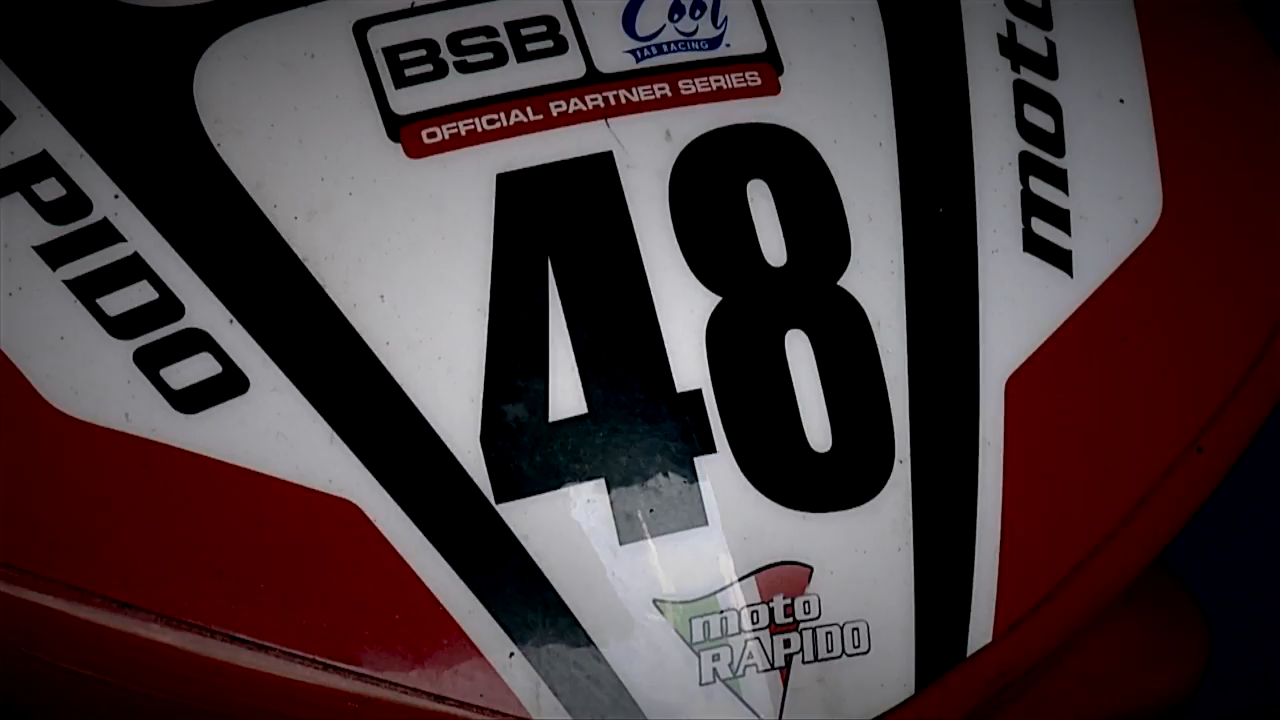 BSB
Cool
FAB RACING
OFFICIAL PARTNER SERIES
48
PIDO
moto
moto
RAPIDO